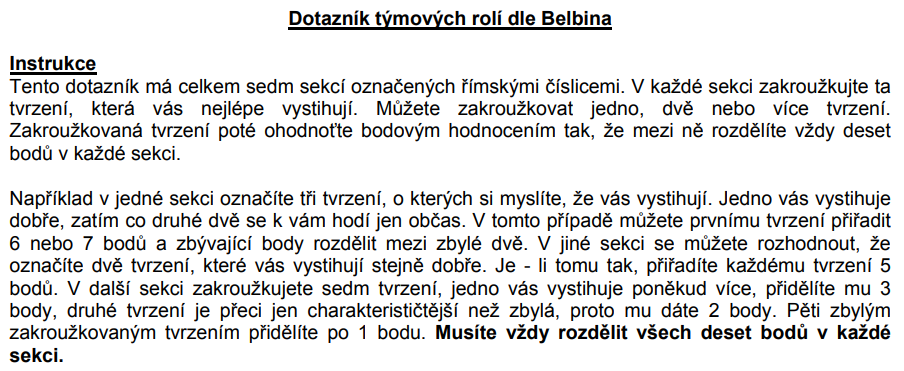 Dotazník týmových rolí dle Belbina
Instrukce
Tento dotazník má celkem sedm sekcí označených římskými číslicemi. V každé sekci zakroužkujte ta
tvrzení, která vás nejlépe vystihují. Můžete zakroužkovat jedno, dvě nebo více tvrzení.
Zakroužkovaná tvrzení poté ohodnoťte bodovým hodnocením tak, že mezi ně rozdělíte vždy deset
bodů v každé sekci.
Například v jedné sekci označíte tři tvrzení, o kterých si myslíte, že vás vystihují. Jedno vás vystihuje
dobře, zatím co druhé dvě se k vám hodí jen občas. V tomto případě můžete prvnímu tvrzení přiřadit
6 nebo 7 bodů a zbývající body rozdělit mezi zbylé dvě. V jiné sekci se můžete rozhodnout, že
označíte dvě tvrzení, které vás vystihují stejně dobře. Je - li tomu tak, přiřadíte každému tvrzení 5
bodů. V další sekci zakroužkujete sedm tvrzení, jedno vás vystihuje poněkud více, přidělíte mu 3
body, druhé tvrzení je přeci jen charakterističtější než zbylá, proto mu dáte 2 body. Pěti zbylým
zakroužkovaným tvrzením přidělíte po 1 bodu. Musíte vždy rozdělit všech deset bodů v každé
sekci.